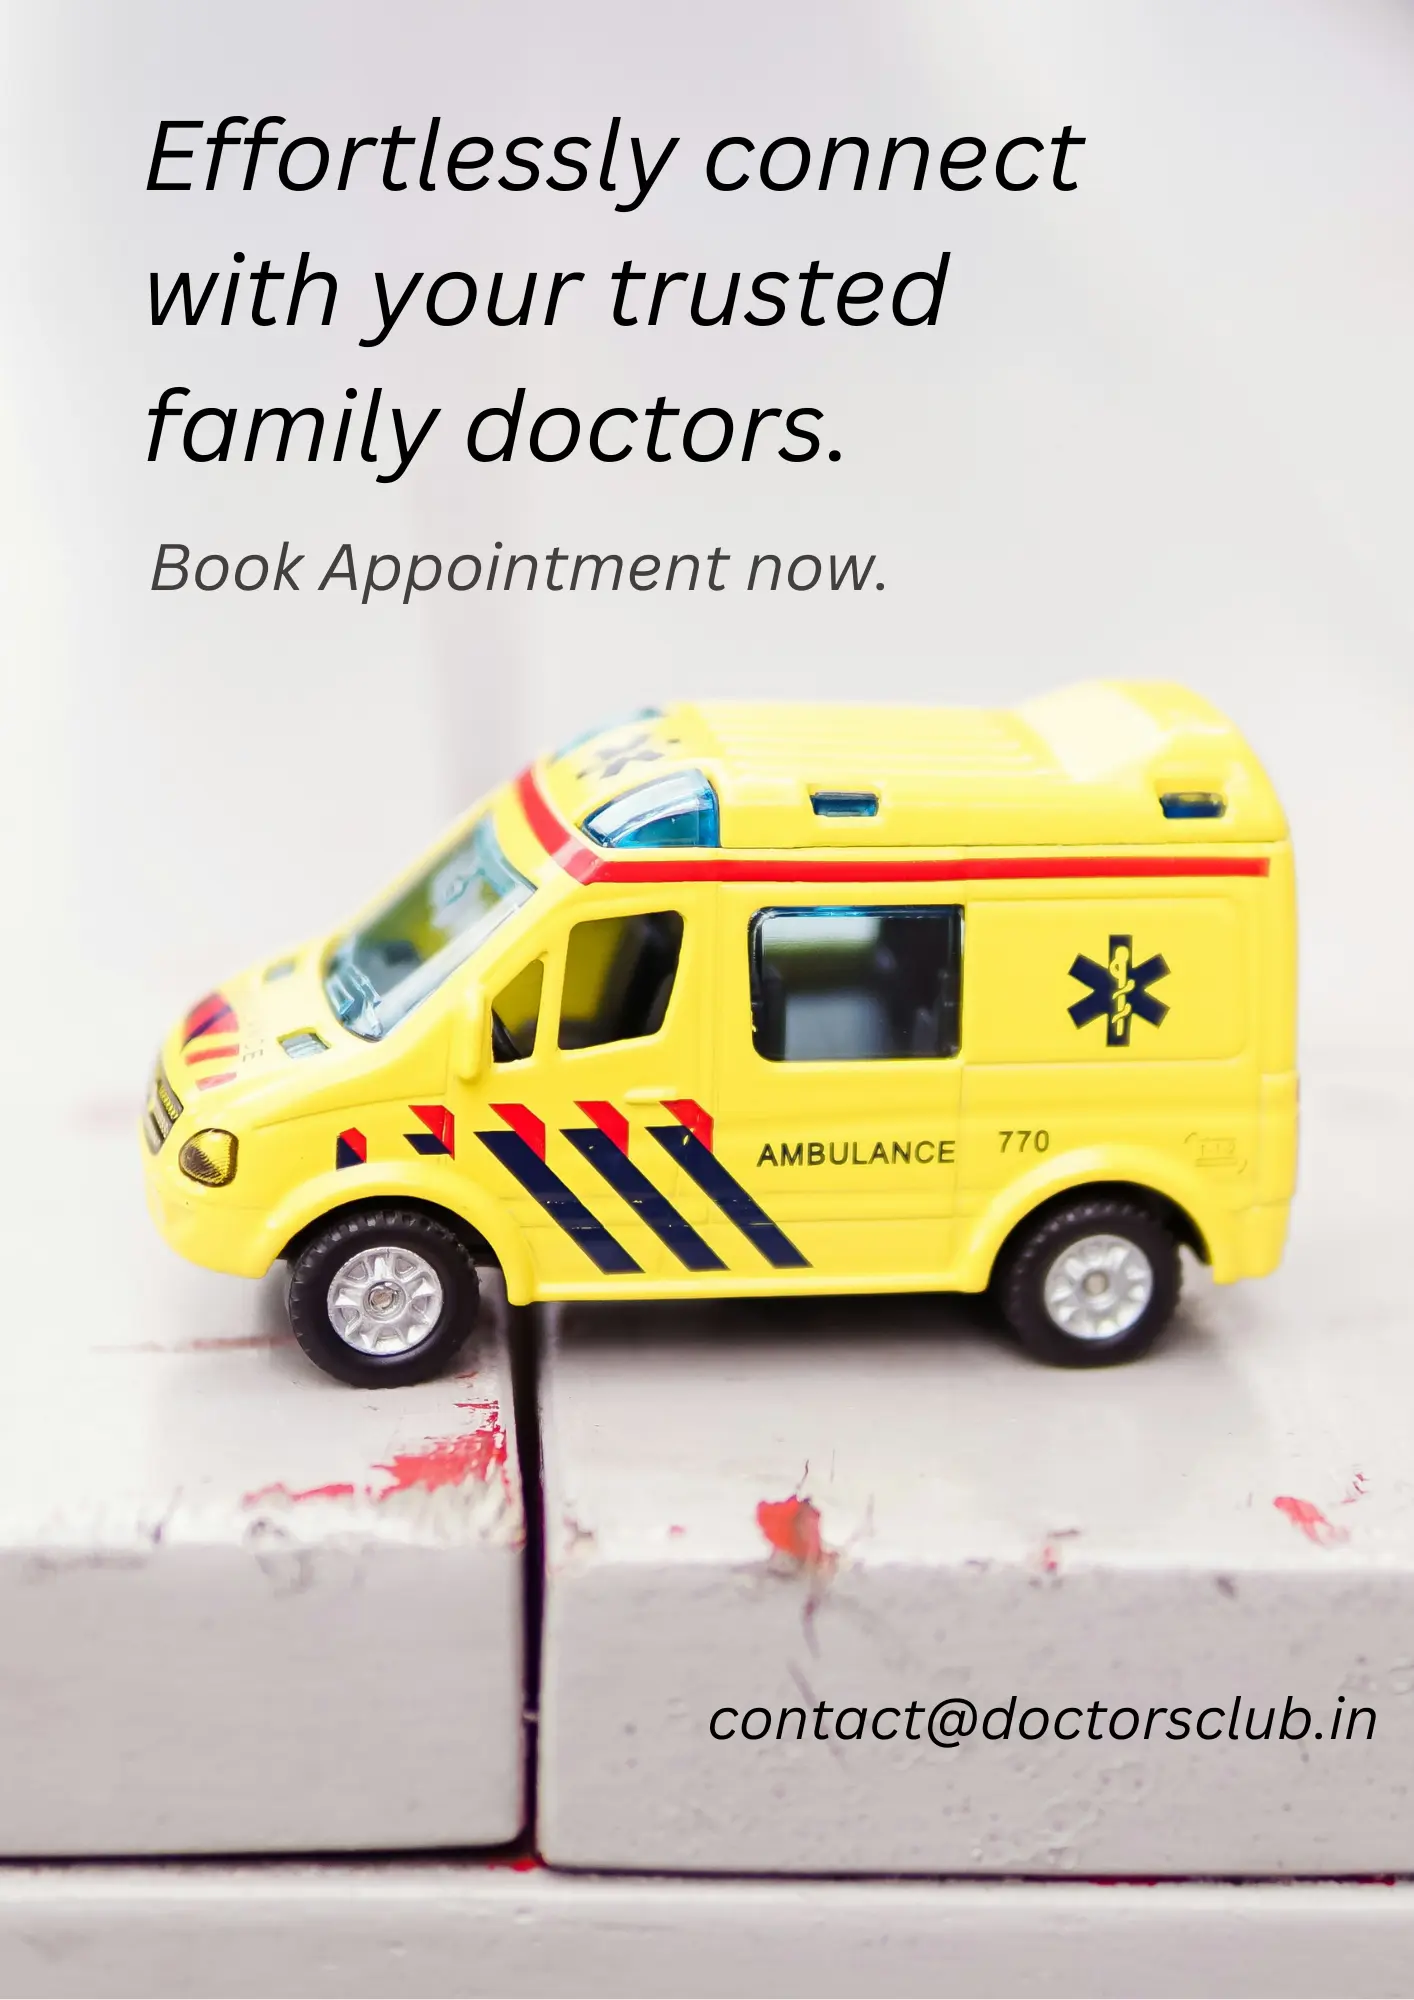 Effortlessly connect
with your trusted
family doctors.
Book Appointment now.
AMBULANCE 770
contact@doctorsclub.in